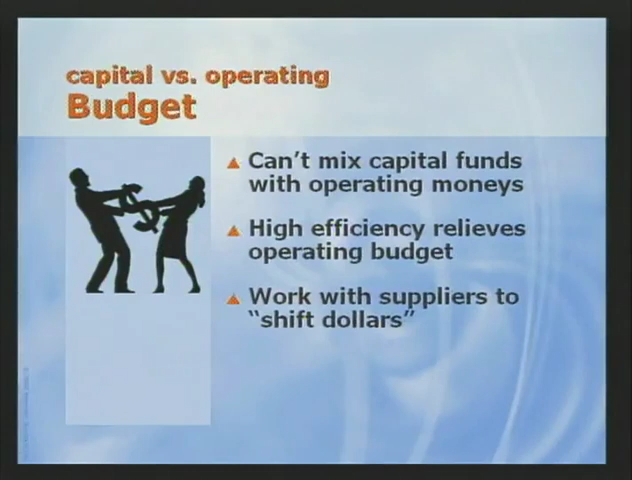 capital vs. operating
Budget
▲ Can't mix capital funds
with operating moneys
▲ High efficiency relieves
operating budget
▲ Work with suppliers to
“shift dollars”